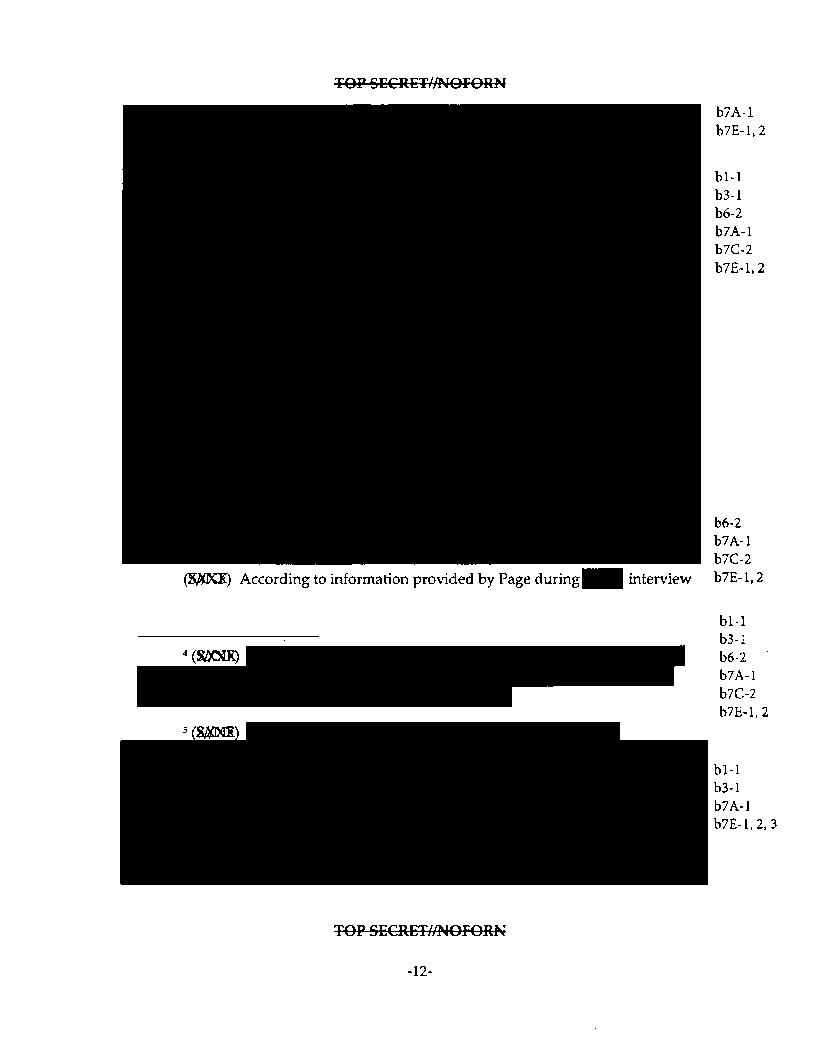 TOP SECRET//NOFORN
b7A-1
b7E-1, 2
b1-1
b3-1
b6-2
b7A-1
b7C-2
b7E-1, 2
b6-2
b7A-1
b7C-2
(S//NF) According to information provided by Page during interview b7E-1, 2
b1-1
b3-1
4 (S//NF) b6-2
b7A-1
b7C-2
b7E-1, 2
5 (S//NF)
b1-1
b3-1
b7A-1
b7E-1, 2, 3
TOP SECRET//NOFORN
-12-